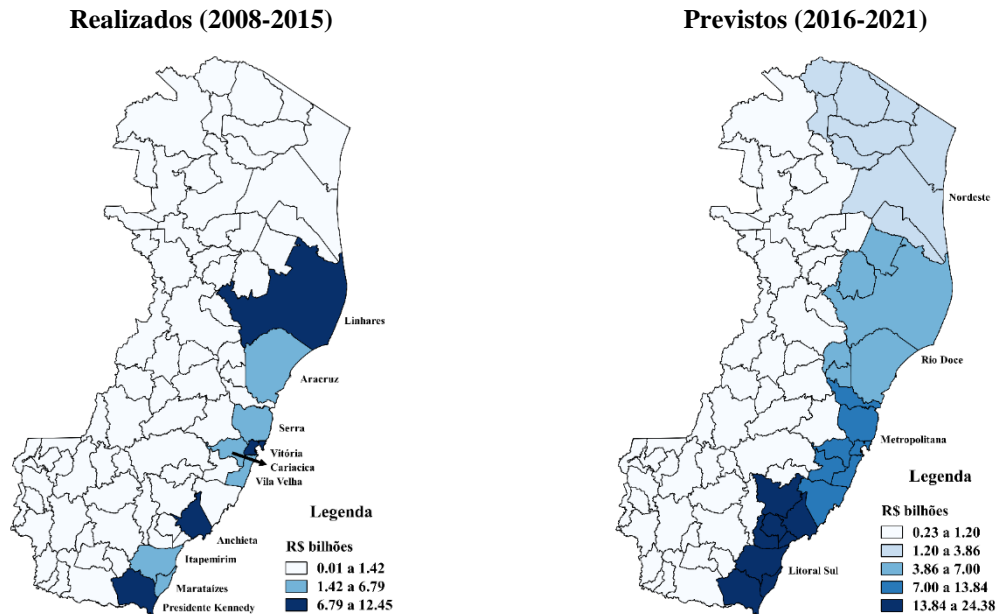 Realizados (2008-2015)
Linhares
Aracruz
Serra
Vitória
Cariacica
Vila Velha
Anchieta
Itapemirim
Marataízes
Presidente Kennedy
Legenda
R$ bilhões
0.01 a 1.42
1.42 a 6.79
6.79 a 12.45
Previstos (2016-2021)
Nordeste
Rio Doce
Metropolitana
Litoral Sul
Legenda
R$ bilhões
0.23 a 1.20
1.20 a 3.86
3.86 a 7.00
7.00 a 13.84
13.84 a 24.38